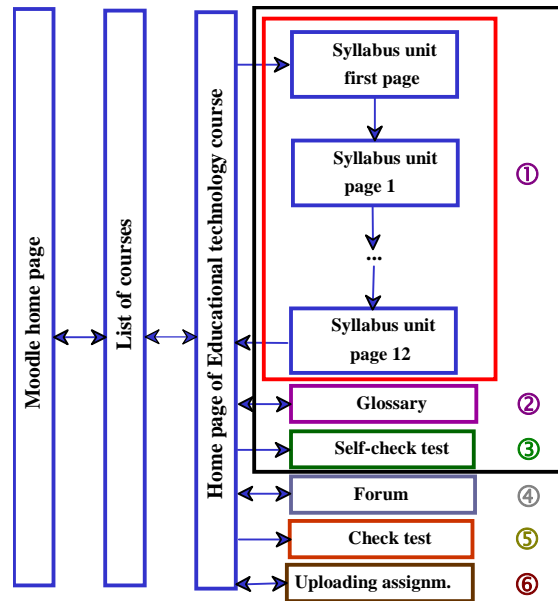 Moodle home page
List of courses
Home page of Educational technology course
Syllabus unit
first page
Syllabus unit
page 1
...
Syllabus unit
page 12
①
Glossary
②
Self-check test
③
Forum
④
Check test
⑤
Uploading assignm.
⑥